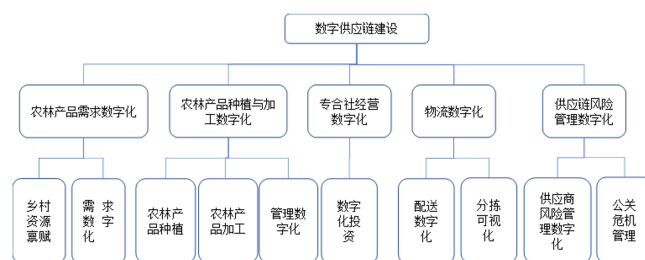 数字供应链建设
农林产品需求数字化
农林产品种植与加
工数字化
专合社经营
数字化
物流数字化
供应链风险
管理数字化
乡村
资源
禀赋
需求
数字
化
农林产
品种植
农林产
品加工
管理数
字化
数字
化投
资
配送
数字
化
分拣
可视
化
供应商
风险管
理数字
化
公关
危机
管理